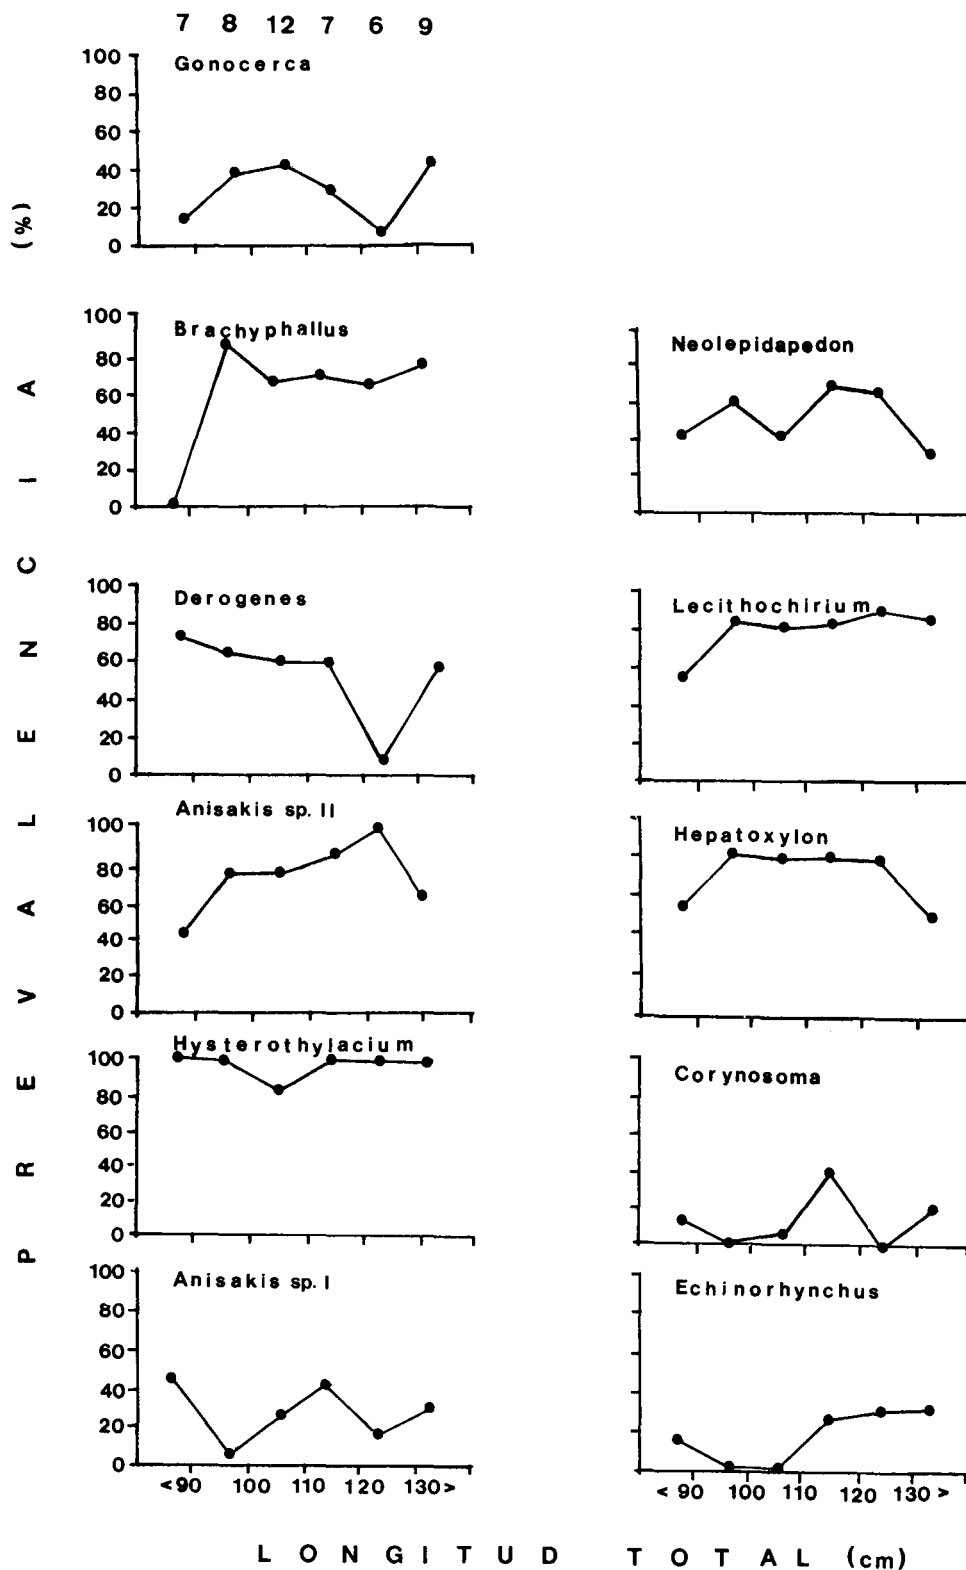 7 8 12 7 6 9
Gonocerca
100
80
60
40
20
0
Brachyphallus
100
80
60
40
20
0
Neolepidapedon
Derogenes
100
80
60
40
20
0
Lecithochirium
Anisakis sp. II
100
80
60
40
20
0
Hepatoxylon
Hysterothylacium
100
80
60
40
20
0
Corynosoma
Anisakis sp. I
100
80
60
40
20
0
<90 100 110 120 130>
Echinorhynchus
< 90 100 110 120 130 >
PREVALENCIA (%)
LONGITUD TOTAL (cm)